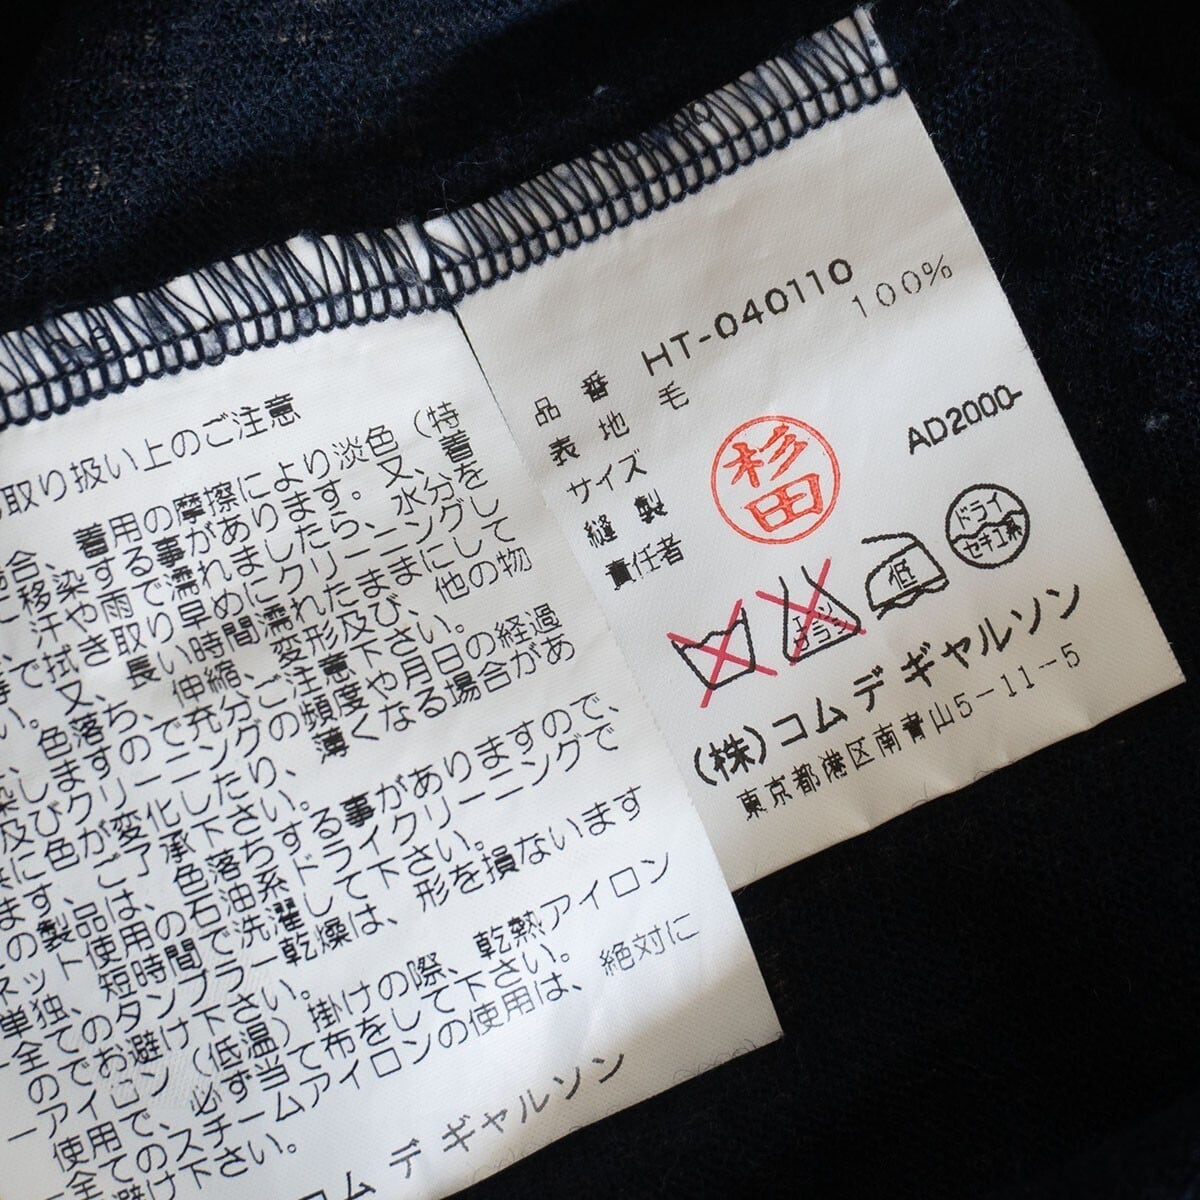 取り扱い上のご注意
合、着用の摩擦により淡色(特
に移染する事があります。又、着
、汗や雨で濡れましたら、水分を
で拭き取り早めにクリーニングし
い。又、長い時間濡れたままにして
色落ち、伸縮、変形及び、他の物
染しますので充分ご注意下さい。
及びクリーニングの頻度や月日の経過
に色が変化したり、薄くなる場合があ
ます、ご了承下さい。
の製品は、色落ちする事がありますので、
ネット使用の石油系ドライクリーニングで
単独、短時間で洗濯して下さい。
全てのタンブラー乾燥は、形を損ないます
のでお避け下さい。
アイロン(低温)掛けの際、乾熱アイロン
使用で、必ず当て布をして下さい。
全てのスチームアイロンの使用は、絶対に
避け下さい。
コム デ ギャルソン
品番 HT-040110
表地 毛 100%
サイズ
縫製
責任者
杉田
AD2000-
エンソ
サラシ
低
ドライ
セキユ系
(株)コム デ ギャルソン
東京都港区南青山5-11-5